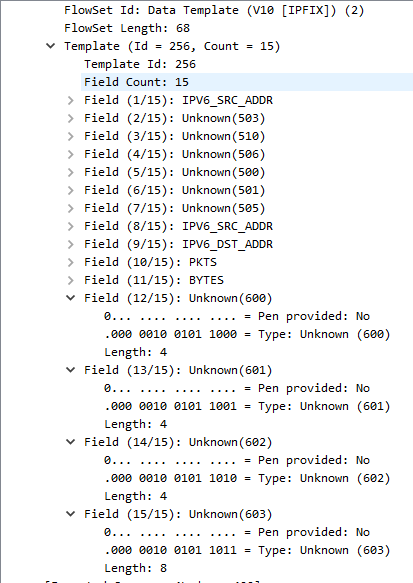 FlowSet Id: Data Template (V10 [IPFIX]) (2)
FlowSet Length: 68
Template (Id = 256, Count = 15)
Template Id: 256
Field Count: 15
Field (1/15): IPV6_SRC_ADDR
Field (2/15): Unknown(503)
Field (3/15): Unknown(510)
Field (4/15): Unknown(506)
Field (5/15): Unknown(500)
Field (6/15): Unknown(501)
Field (7/15): Unknown(505)
Field (8/15): IPV6_SRC_ADDR
Field (9/15): IPV6_DST_ADDR
Field (10/15): PKTS
Field (11/15): BYTES
Field (12/15): Unknown(600)
0... .... .... .... = Pen provided: No
.000 0010 0101 1000 = Type: Unknown (600)
Length: 4
Field (13/15): Unknown(601)
0... .... .... .... = Pen provided: No
.000 0010 0101 1001 = Type: Unknown (601)
Length: 4
Field (14/15): Unknown(602)
0... .... .... .... = Pen provided: No
.000 0010 0101 1010 = Type: Unknown (602)
Length: 4
Field (15/15): Unknown(603)
0... .... .... .... = Pen provided: No
.000 0010 0101 1011 = Type: Unknown (603)
Length: 8